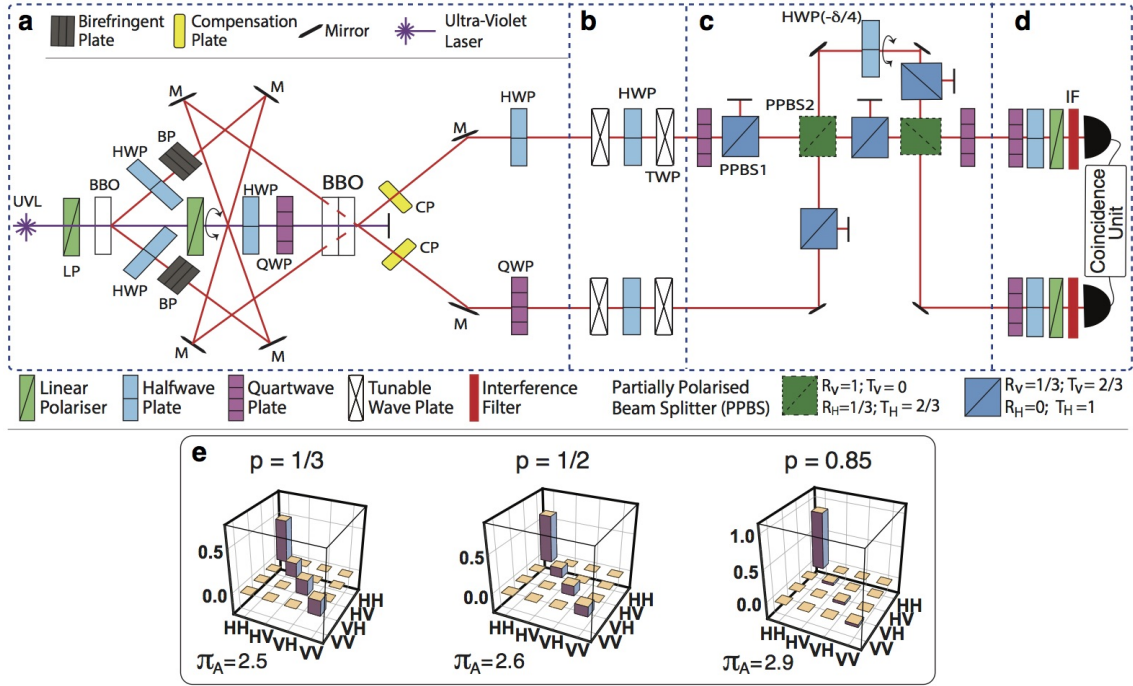 a
Birefringent
Plate
Compensation
Plate
Mirror
Ultra-Violet
Laser
b
c
HWP(-δ/4)
d
M
M
HWP
BP
HWP
BBO
UVL
LP
HWP
QWP
BBO
CP
CP
HWP
BP
M
M
M
HWP
QWP
M
HWP
TWP
PPBS1
PPBS2
IF
Coincidence
Unit
Linear
Polariser
Halfwave
Plate
Quartwave
Plate
Tunable
Wave Plate
Interference
Filter
Partially Polarised
Beam Splitter (PPBS)
R_V=1; T_V=0
R_H=1/3; T_H = 2/3
R_V=1/3; T_V=2/3
R_H=0; T_H=1
e
p = 1/3
0.5
0.0
HH
HV
VH
VV
HH
HV
VH
VV
π_A=2.5
p = 1/2
0.5
0.0
HH
HV
VH
VV
HH
HV
VH
VV
π_A=2.6
p = 0.85
1.0
0.5
0.0
HH
HV
VH
VV
HH
HV
VH
VV
π_A=2.9